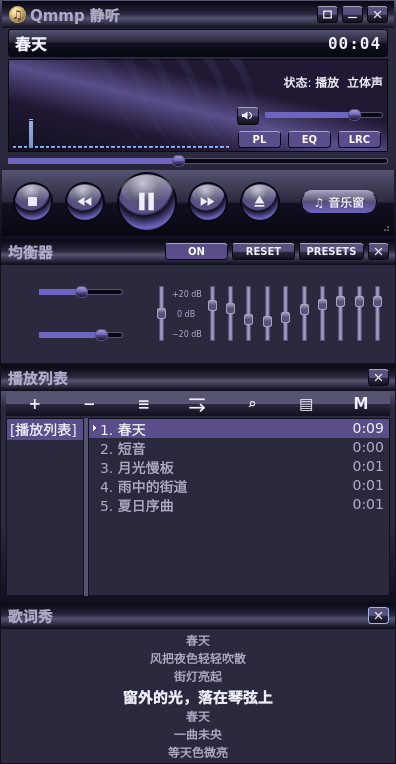 Qmmp 静听
春天 00:04
状态: 播放 立体声
PL EQ LRC
♫ 音乐窗
均衡器 ON RESET PRESETS
+20 dB
0 dB
−20 dB
播放列表
M
[播放列表]
1. 春天 0:09
2. 短音 0:00
3. 月光慢板 0:01
4. 雨中的街道 0:01
5. 夏日序曲 0:01
歌词秀
春天
风把夜色轻轻吹散
街灯亮起
窗外的光，落在琴弦上
春天
一曲未央
等天色微亮